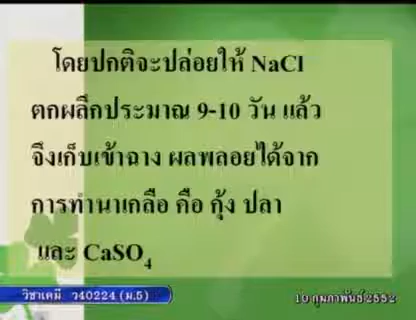 โดยปกติจะปล่อยให้ NaCl
ตกผลึกประมาณ 9-10 วัน แล้ว
จึงเก็บเข้าฉาง ผลพลอยได้จาก
การทำนาเกลือ คือ กุ้ง ปลา
และ CaSO₄
วิชาเคมี ว40224 (ม.5)
10 กุมภาพันธ์ 2552